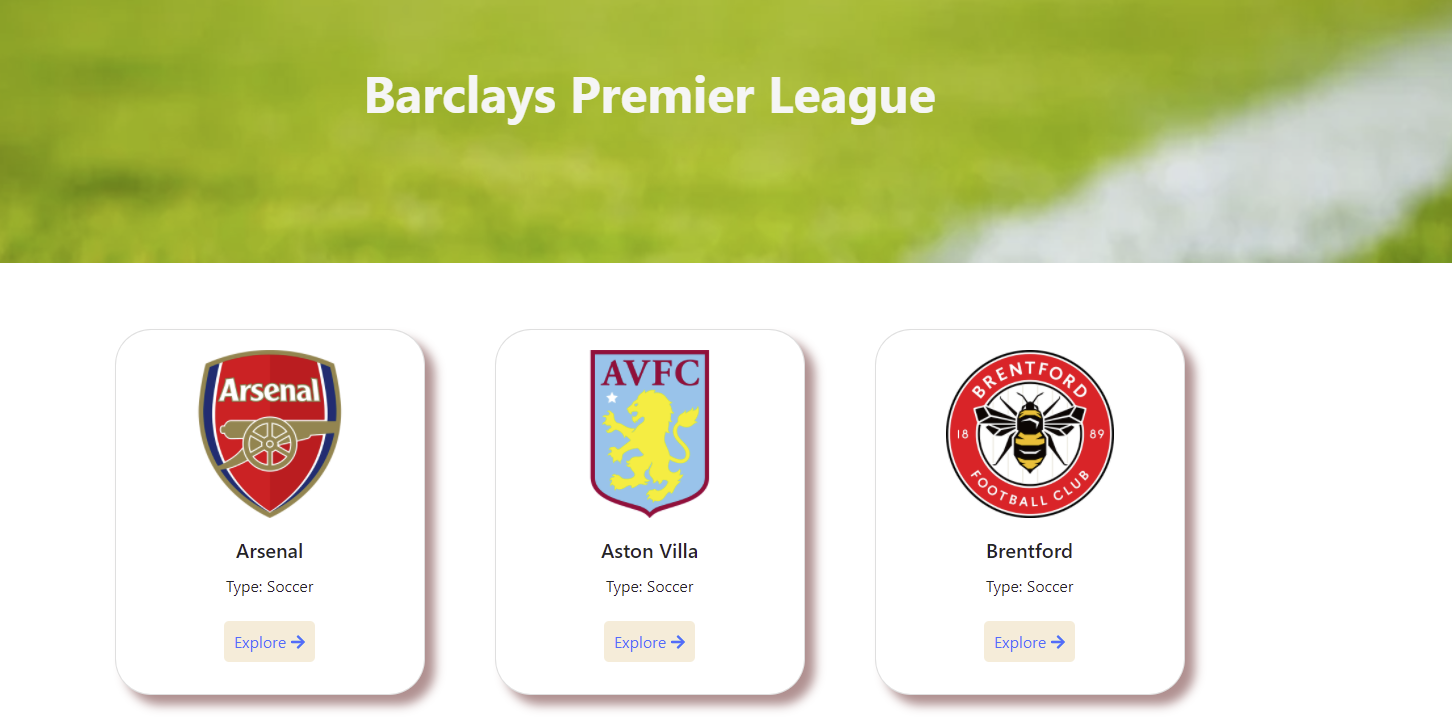 Barclays Premier League
Arsenal
AVFC
BRENTFORD
18 89
FOOTBALL CLUB
Arsenal
Aston Villa
Brentford
Type: Soccer
Type: Soccer
Type: Soccer
Explore
Explore
Explore